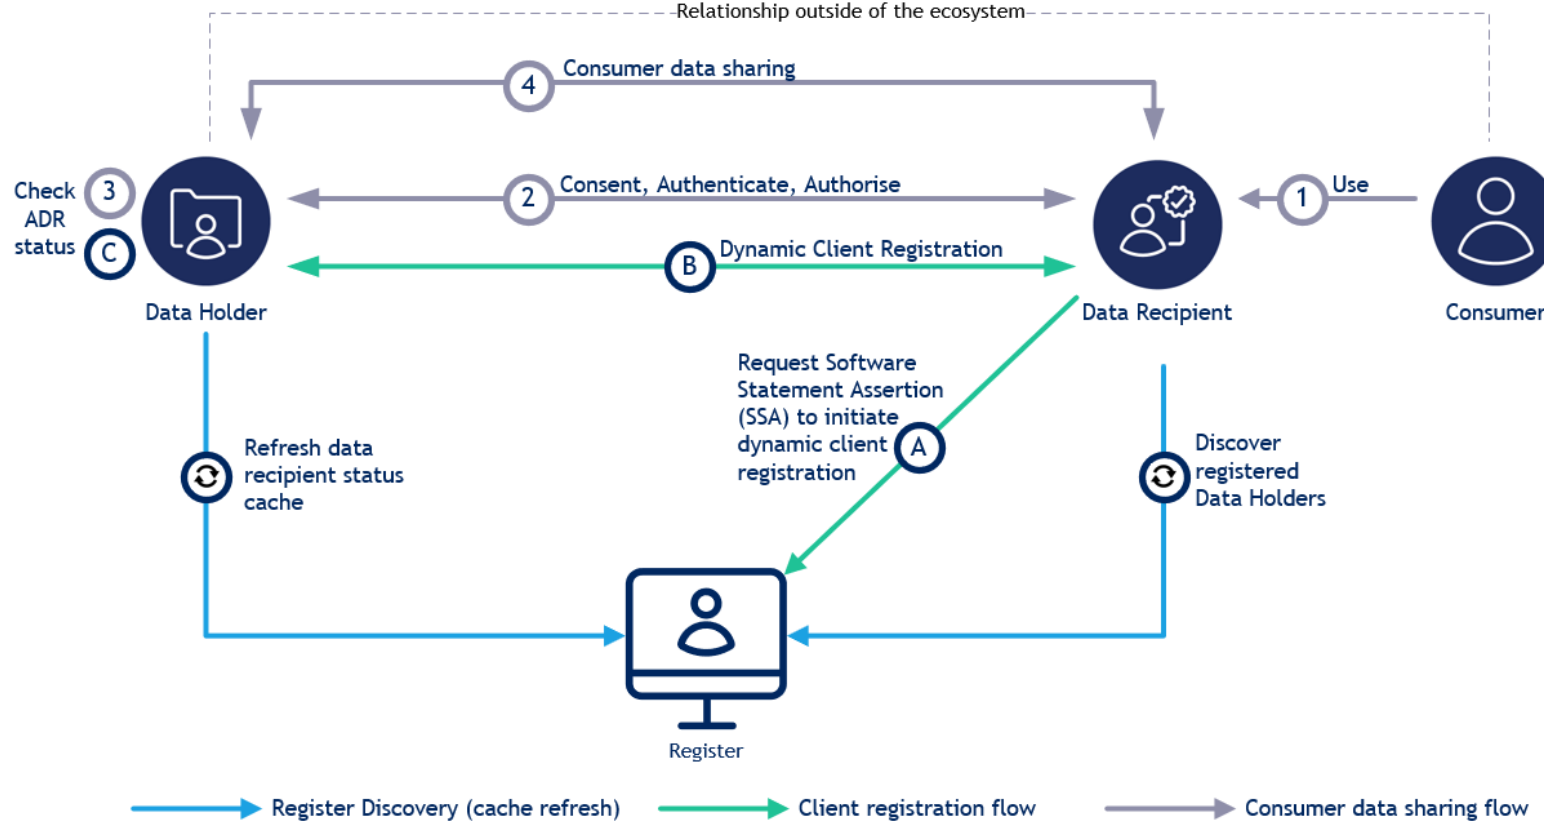 Relationship outside of the ecosystem
4
Consumer data sharing
Check
ADR
status
3
C
2
Consent, Authenticate, Authorise
1
Use
B
Dynamic Client Registration
Data Holder
Data Recipient
Consumer
Request Software
Statement Assertion
(SSA) to initiate
dynamic client
registration
A
Refresh data
recipient status
cache
Discover
registered
Data Holders
Register
Register Discovery (cache refresh)
Client registration flow
Consumer data sharing flow